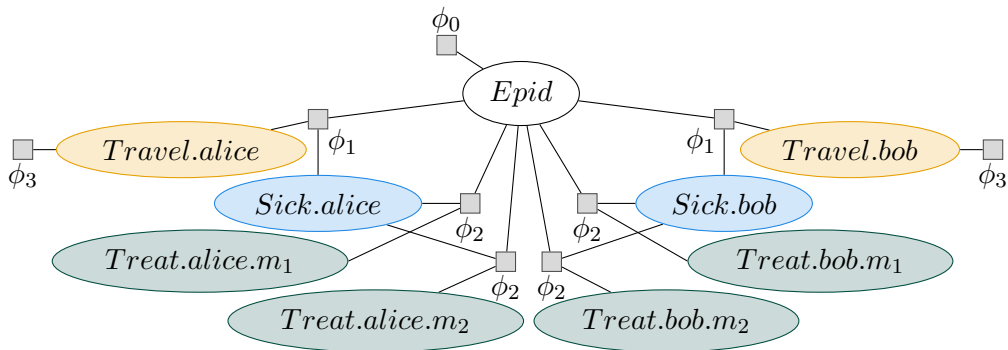 ϕ₀
Epid
ϕ₁
ϕ₁
Travel.alice
Travel.bob
ϕ₃
ϕ₃
Sick.alice
Sick.bob
ϕ₂
ϕ₂
Treat.alice.m₁
Treat.bob.m₁
ϕ₂
ϕ₂
Treat.alice.m₂
Treat.bob.m₂